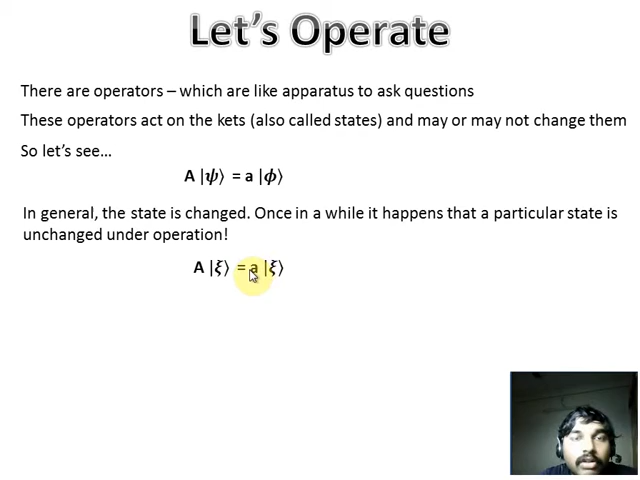 Let's Operate
There are operators – which are like apparatus to ask questions
These operators act on the kets (also called states) and may or may not change them
So let's see...
A |ψ⟩ = a |ϕ⟩
In general, the state is changed. Once in a while it happens that a particular state is
unchanged under operation!
A |ξ⟩ = a |ξ⟩